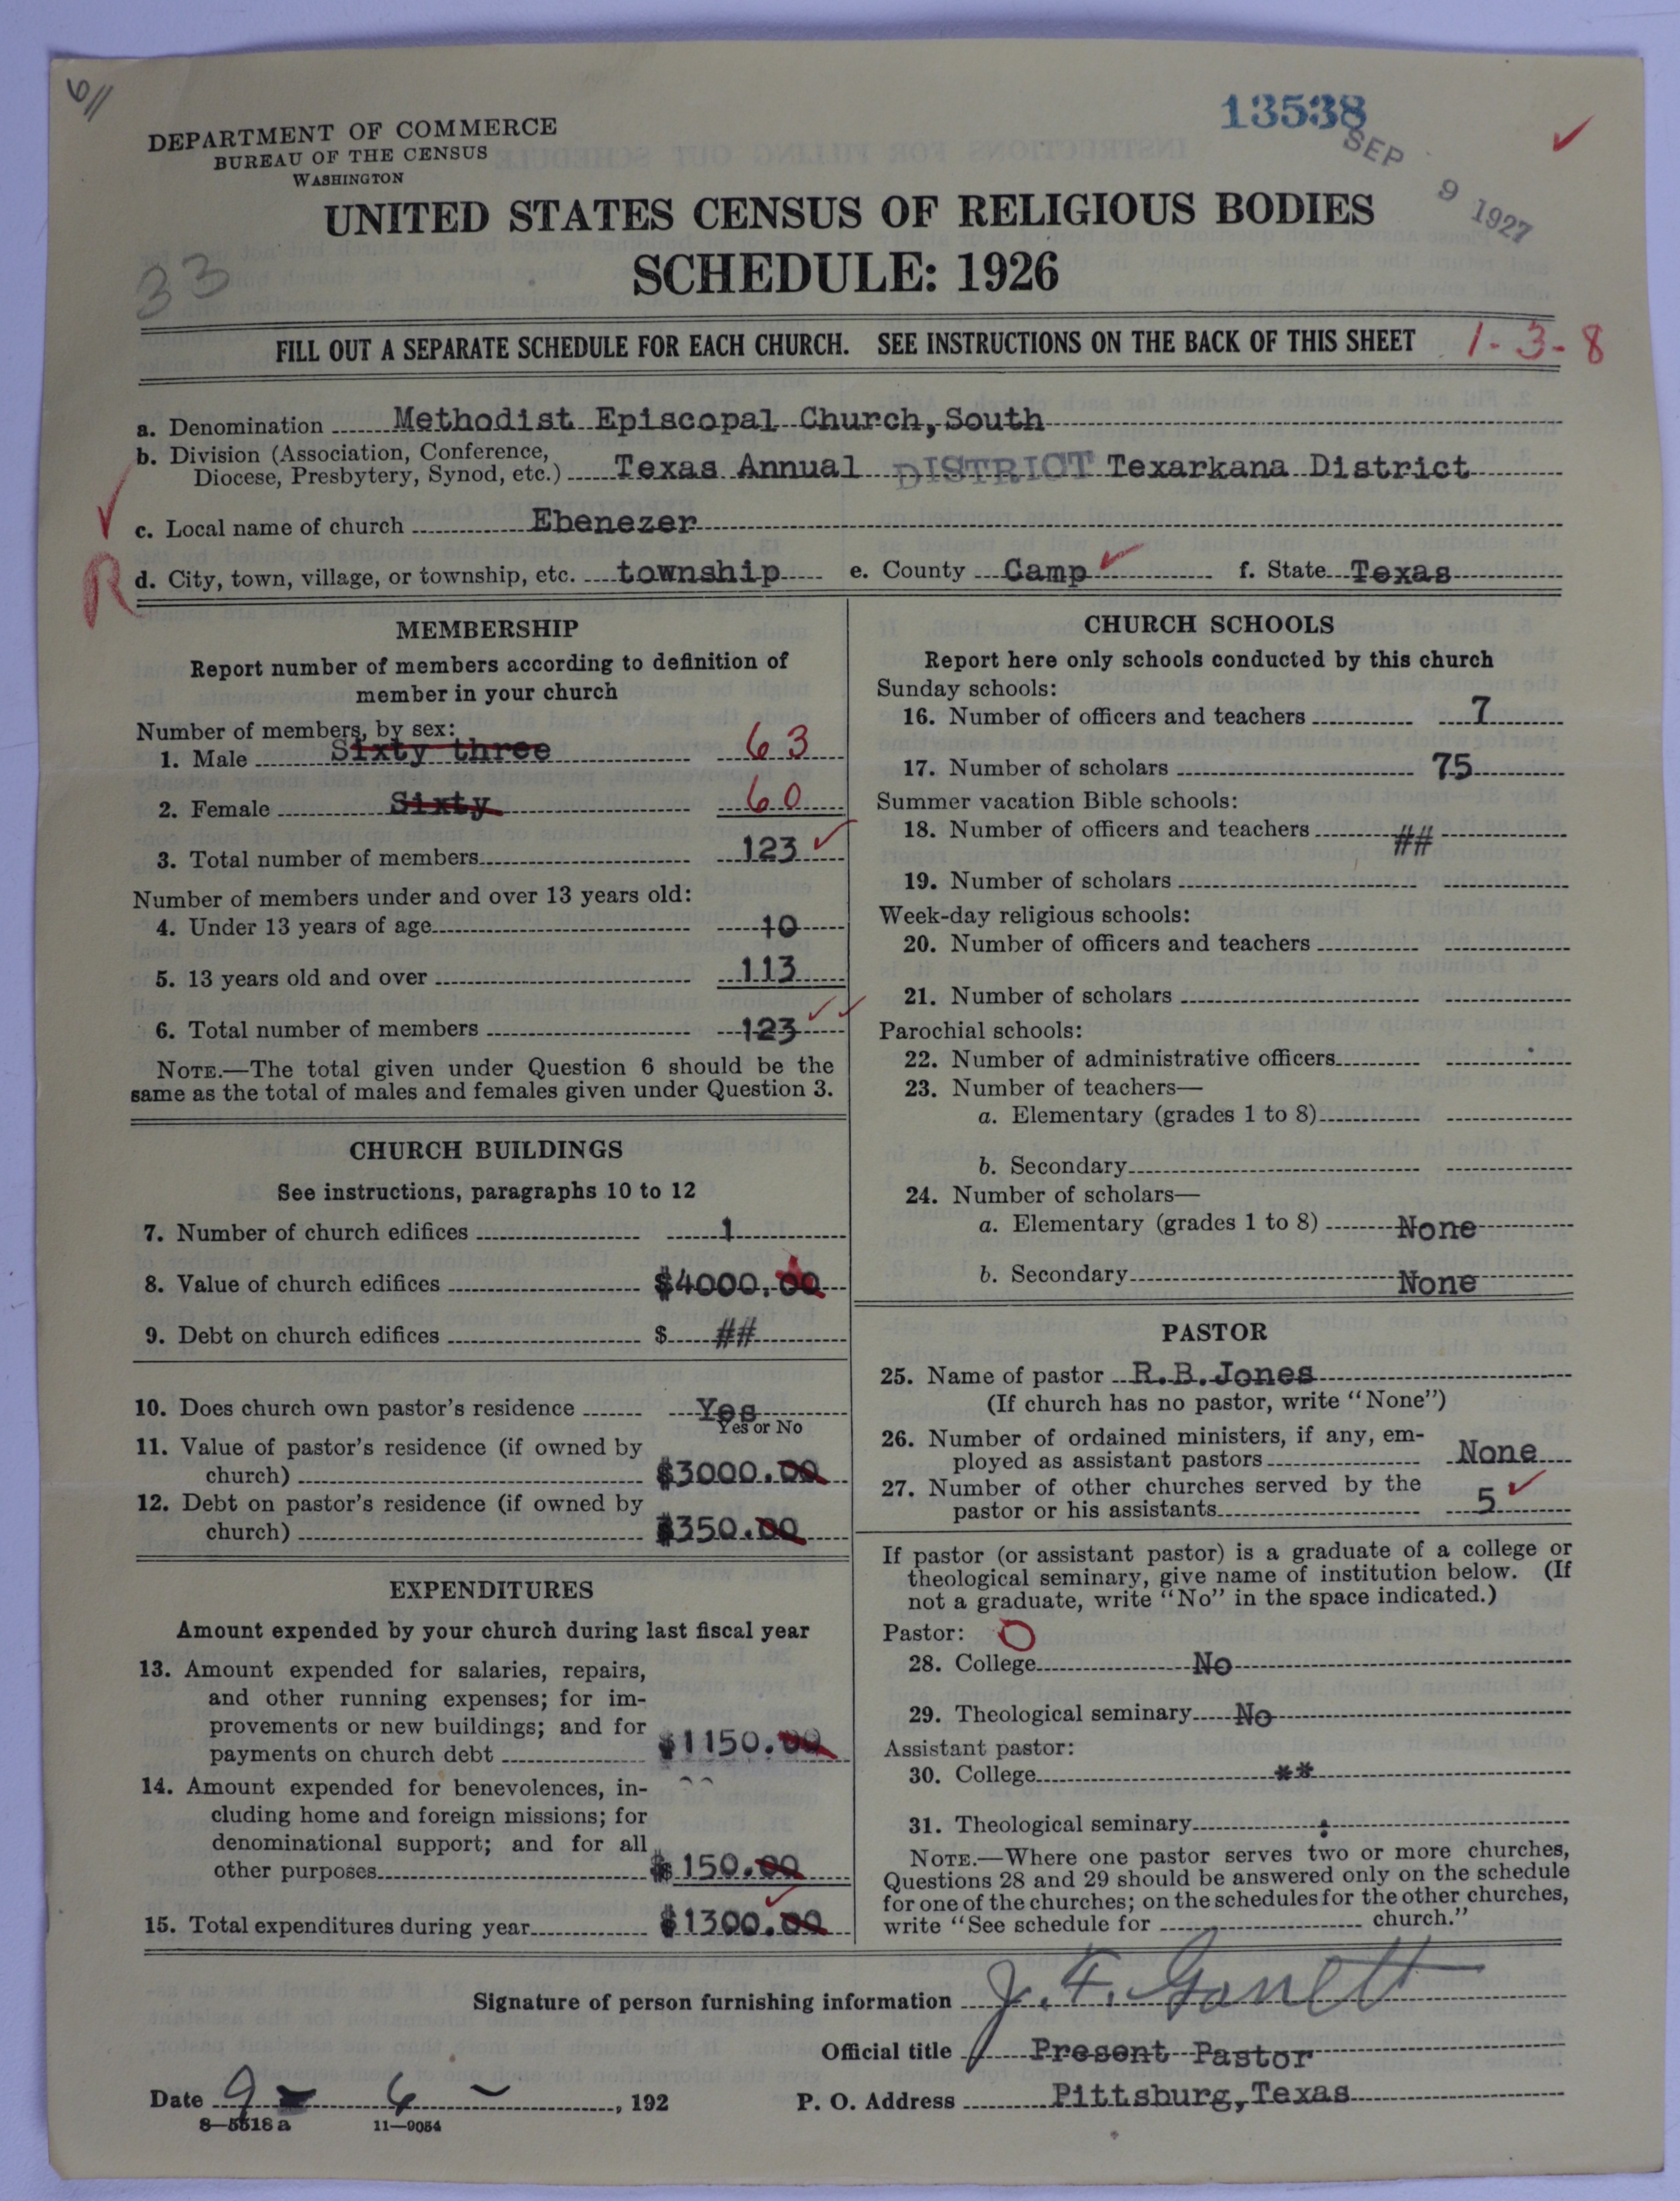 6//
13538
SEP 9 1927
DEPARTMENT OF COMMERCE
BUREAU OF THE CENSUS
WASHINGTON
UNITED STATES CENSUS OF RELIGIOUS BODIES
SCHEDULE: 1926
33
FILL OUT A SEPARATE SCHEDULE FOR EACH CHURCH. SEE INSTRUCTIONS ON THE BACK OF THIS SHEET 1-3-8
a. Denomination Methodist Episcopal Church, South
b. Division (Association, Conference,
Diocese, Presbytery, Synod, etc.) Texas Annual DISTRICT Texarkana District
c. Local name of church Ebenezer
R
d. City, town, village, or township, etc. township e. County Camp f. State Texas
MEMBERSHIP
Report number of members according to definition of
member in your church
Number of members, by sex:
1. Male Sixty three 63
2. Female Sixty 60
3. Total number of members 123
Number of members under and over 13 years old:
4. Under 13 years of age 10
5. 13 years old and over 113
6. Total number of members 123
NOTE.—The total given under Question 6 should be the
same as the total of males and females given under Question 3.
CHURCH BUILDINGS
See instructions, paragraphs 10 to 12
7. Number of church edifices 1
8. Value of church edifices $4000.00
9. Debt on church edifices $ ##
10. Does church own pastor's residence Yes
Yes or No
11. Value of pastor's residence (if owned by
church) $3000.00
12. Debt on pastor's residence (if owned by
church) $350.00
EXPENDITURES
Amount expended by your church during last fiscal year
13. Amount expended for salaries, repairs,
and other running expenses; for im-
provements or new buildings; and for
payments on church debt $1150.00
14. Amount expended for benevolences, in-
cluding home and foreign missions; for
denominational support; and for all
other purposes $150.00
15. Total expenditures during year $1300.00
CHURCH SCHOOLS
Report here only schools conducted by this church
Sunday schools:
16. Number of officers and teachers 7
17. Number of scholars 75
Summer vacation Bible schools:
18. Number of officers and teachers ##
19. Number of scholars
Week-day religious schools:
20. Number of officers and teachers
21. Number of scholars
Parochial schools:
22. Number of administrative officers
23. Number of teachers—
a. Elementary (grades 1 to 8)
b. Secondary
24. Number of scholars—
a. Elementary (grades 1 to 8) None
b. Secondary None
PASTOR
25. Name of pastor R.B. Jones
(If church has no pastor, write "None")
26. Number of ordained ministers, if any, em-
ployed as assistant pastors None
27. Number of other churches served by the
pastor or his assistants 5
If pastor (or assistant pastor) is a graduate of a college or
theological seminary, give name of institution below. (If
not a graduate, write "No" in the space indicated.)
Pastor: O
28. College No
29. Theological seminary No
Assistant pastor:
30. College **
31. Theological seminary :
NOTE.—Where one pastor serves two or more churches,
Questions 28 and 29 should be answered only on the schedule
for one of the churches; on the schedules for the other churches,
write "See schedule for church."
Signature of person furnishing information J. F. Garrett
Official title Present Pastor
Date 9 - 6 - , 192 P. O. Address Pittsburg, Texas
8—5518 a 11—9054